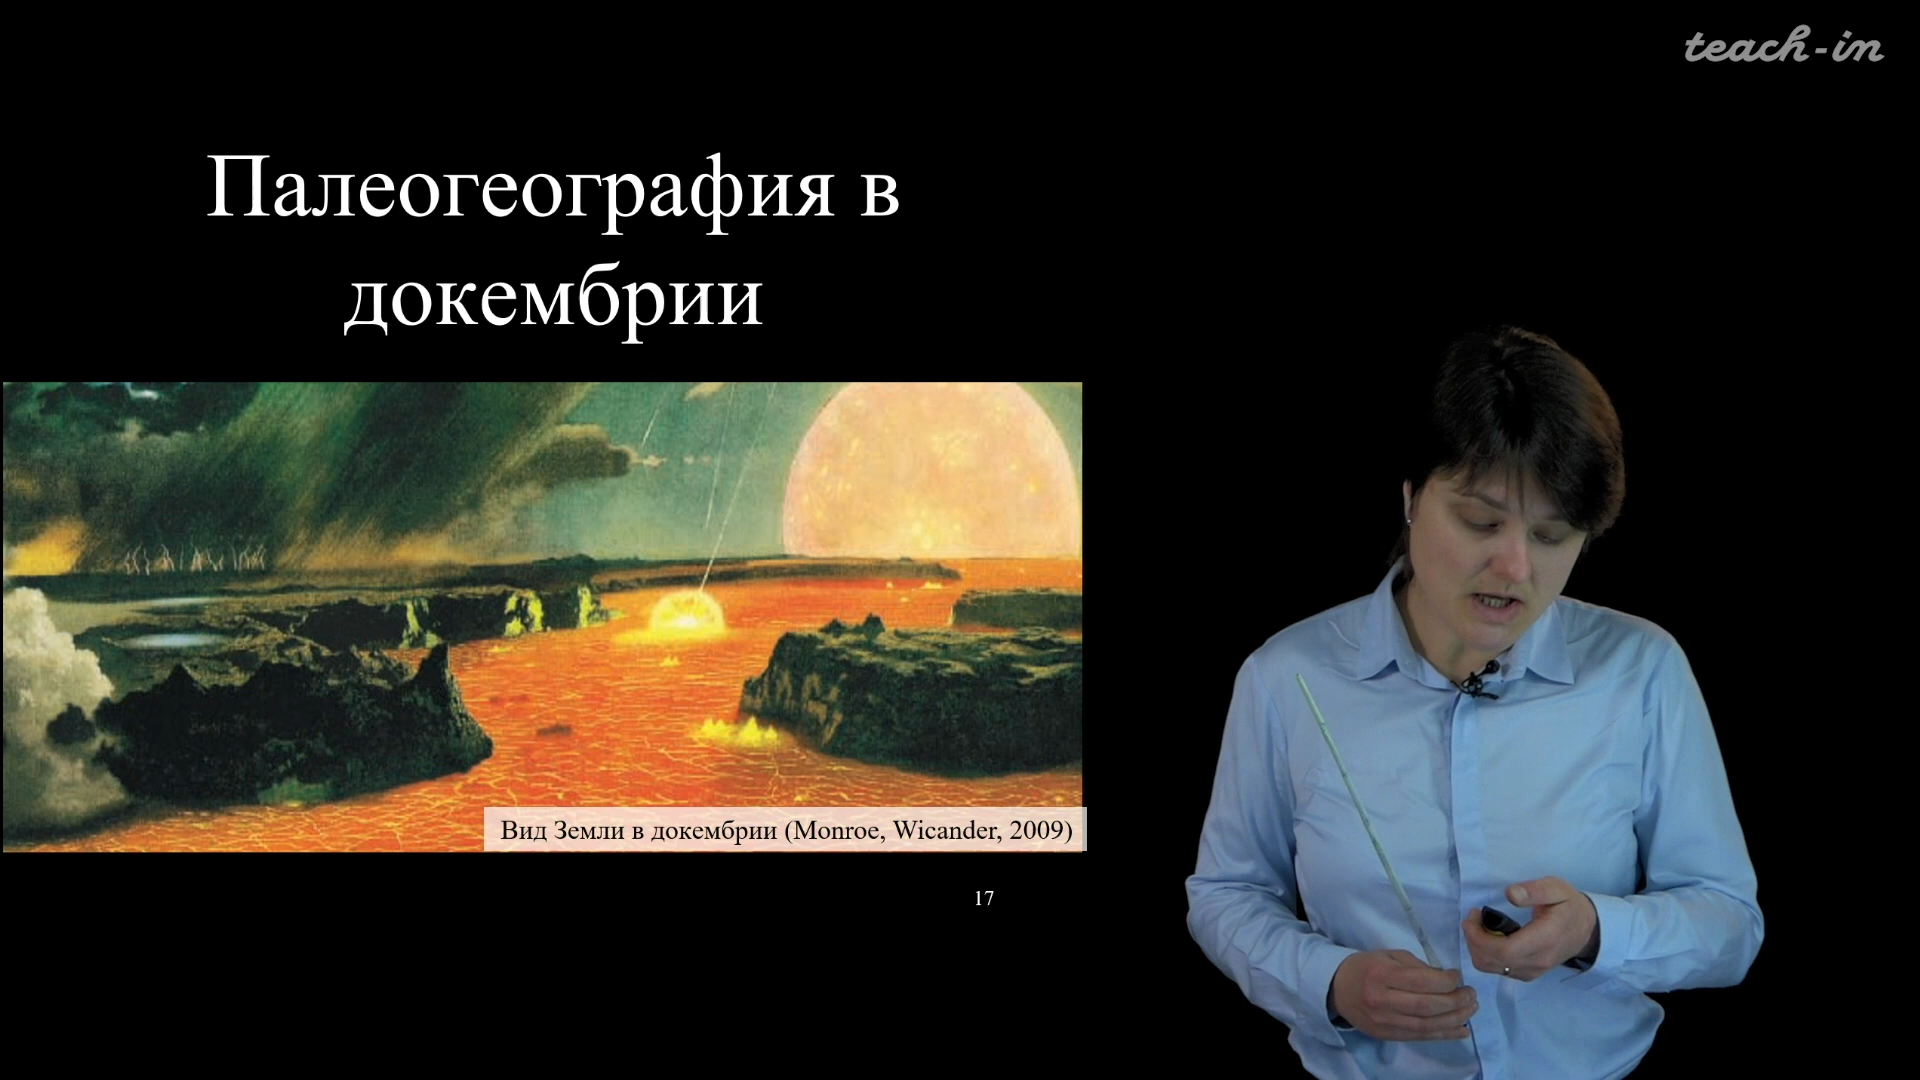 teach-in
Палеогеография в
докембрии
Вид Земли в докембрии (Monroe, Wicander, 2009)
17